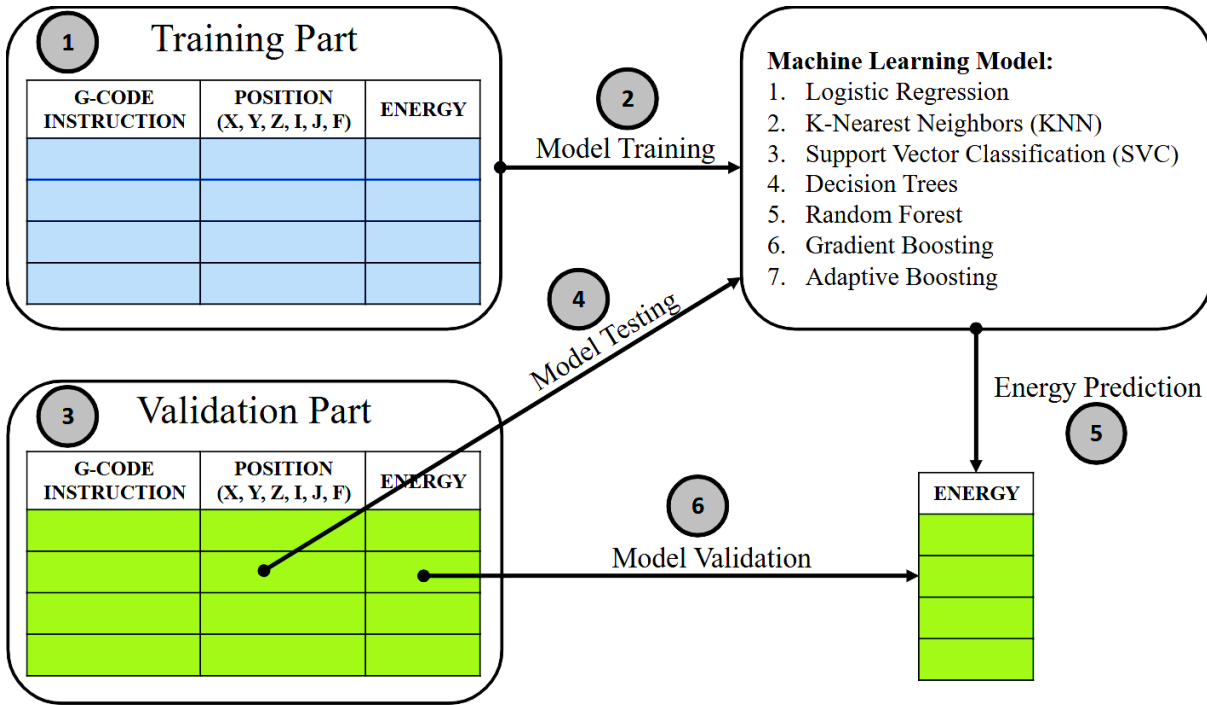 1
Training Part
G-CODE
INSTRUCTION
POSITION
(X, Y, Z, I, J, F)
ENERGY
2
Model Training
Machine Learning Model:
1. Logistic Regression
2. K-Nearest Neighbors (KNN)
3. Support Vector Classification (SVC)
4. Decision Trees
5. Random Forest
6. Gradient Boosting
7. Adaptive Boosting
4
Model Testing
3
Validation Part
G-CODE
INSTRUCTION
POSITION
(X, Y, Z, I, J, F)
ENERGY
Energy Prediction
5
6
Model Validation
ENERGY